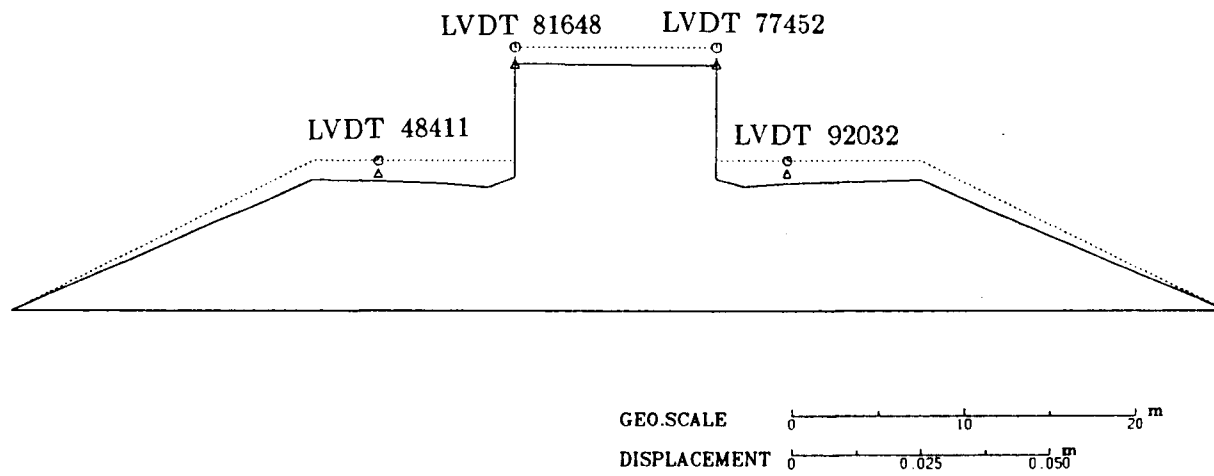 LVDT 81648 LVDT 77452
LVDT 48411 LVDT 92032
GEO.SCALE 0 10 20 m
DISPLACEMENT 0 0.025 0.050 m